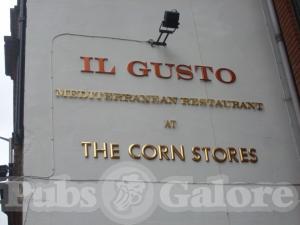 IL GUSTO
MEDITERRANEAN RESTAURANT
AT
THE CORN STORES
Pubs Galore